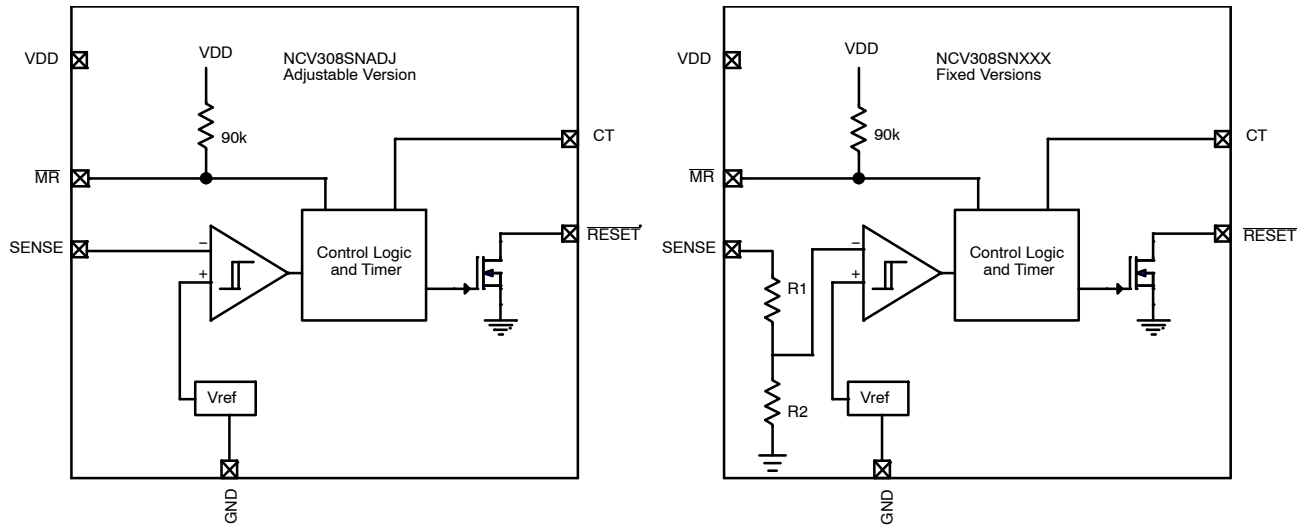 VDD
VDD
NCV308SNADJ
Adjustable Version
90k
CT
MR
RESET
SENSE
−
+
Control Logic
and Timer
Vref
GND
VDD
VDD
NCV308SNXXX
Fixed Versions
90k
CT
MR
RESET
SENSE
−
+
Control Logic
and Timer
R1
R2
Vref
GND